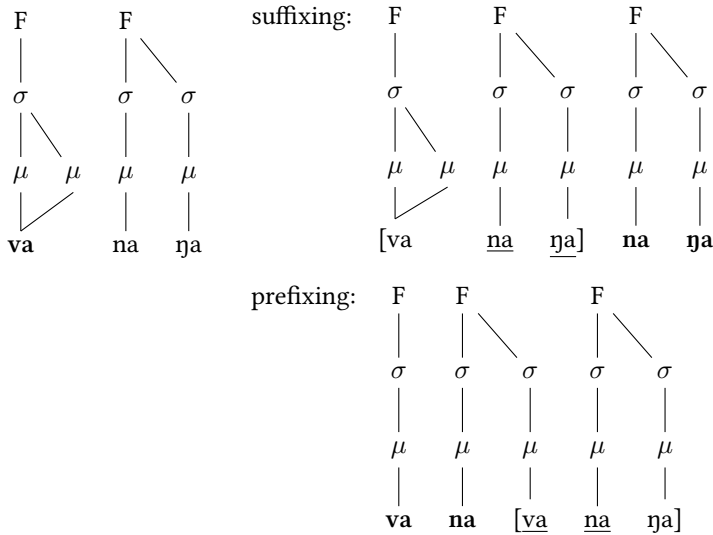 F F suffixing: F F F
σ σ σ σ σ σ σ σ
μ μ μ μ μ μ μ μ μ μ
va na ŋa [va na ŋa] na ŋa
prefixing: F F F
σ σ σ σ σ
μ μ μ μ μ
va na [va na ŋa]